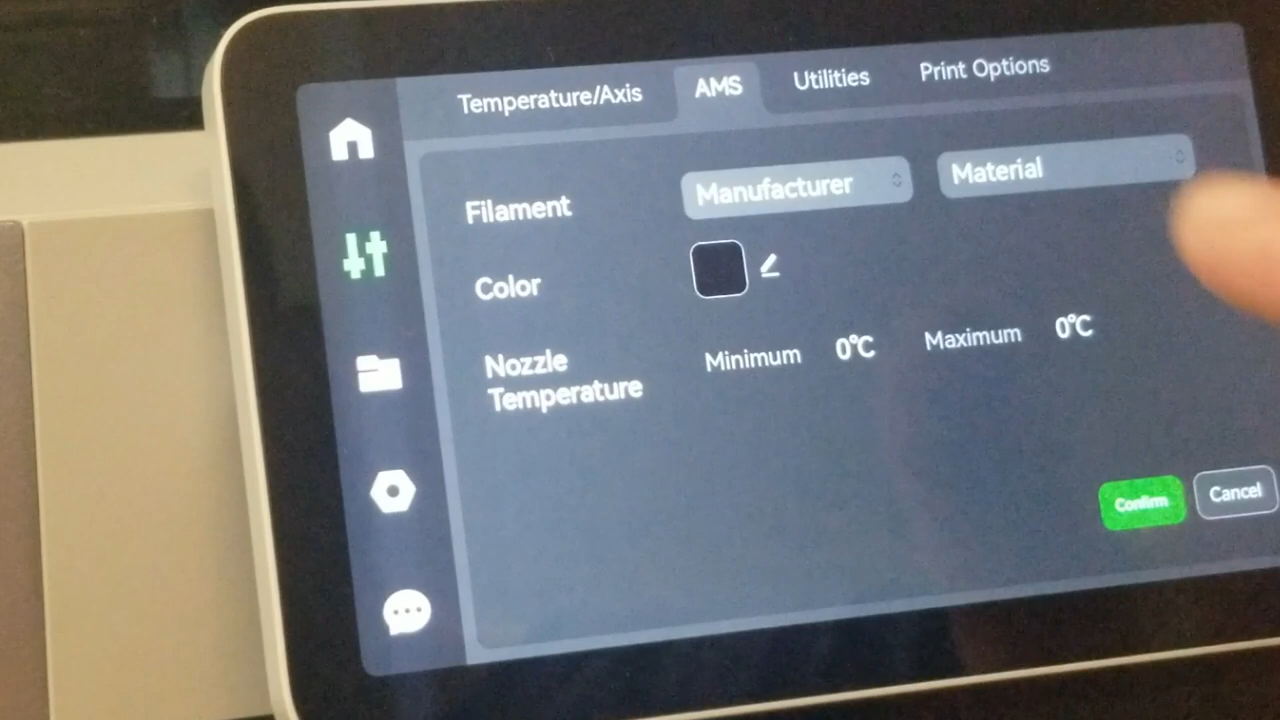 Temperature/Axis AMS Utilities Print Options
Filament Manufacturer Material
Color
Nozzle Temperature Minimum 0°C Maximum 0°C
Confirm Cancel